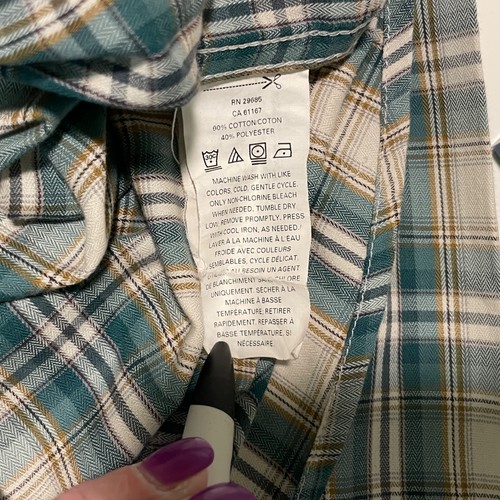 RN 29685
CA 61167
60% COTTON/COTON
40% POLYESTER
MACHINE WASH WITH LIKE
COLORS, COLD, GENTLE CYCLE
ONLY NON-CHLORINE BLEACH
WHEN NEEDED, TUMBLE DRY
LOW, REMOVE PROMPTLY, PRESS
WITH COOL IRON, AS NEEDED./
LAVER À LA MACHINE À L'EAU
FROIDE AVEC COULEURS
SEMBLABLES, CYCLE DÉLICAT
AU BESOIN UN AGENT
DE BLANCHIMENT SANS CHLORE
UNIQUEMENT. SÉCHER À LA
MACHINE À BASSE
TEMPÉRATURE, RETIRER
RAPIDEMENT. REPASSER À
BASSE TEMPÉRATURE, SI
NÉCESSAIRE.